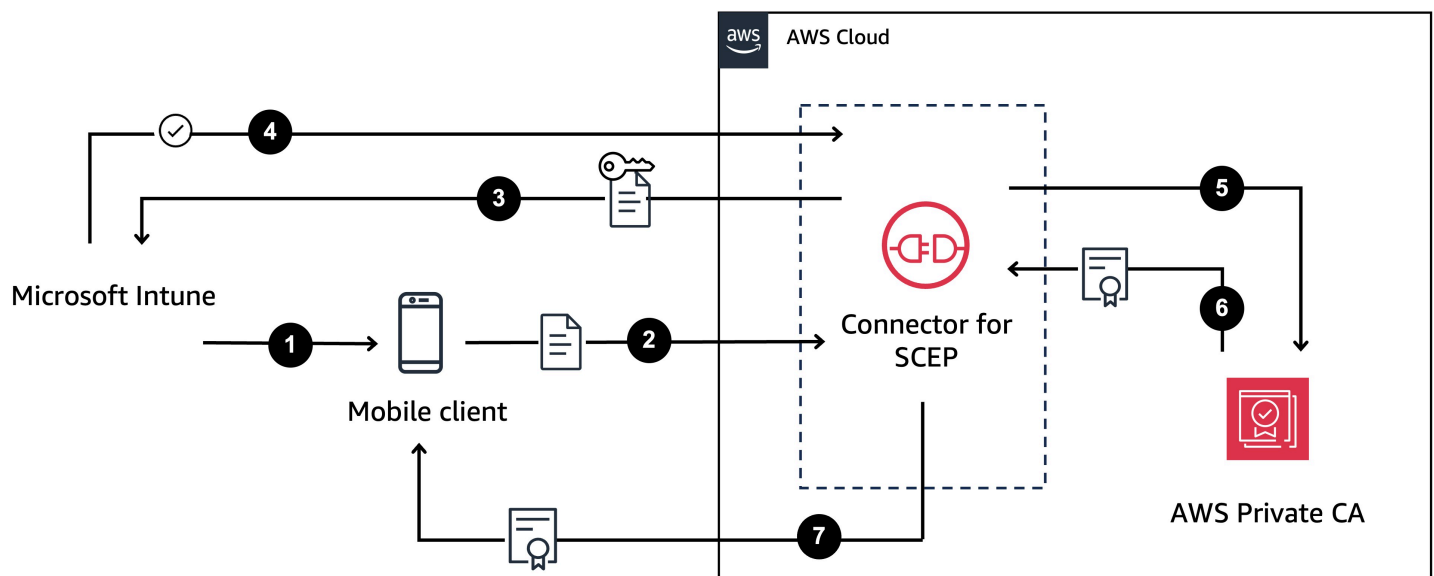 aws
AWS Cloud
4
3
5
Microsoft Intune
6
1
2
Connector for
SCEP
Mobile client
AWS Private CA
7